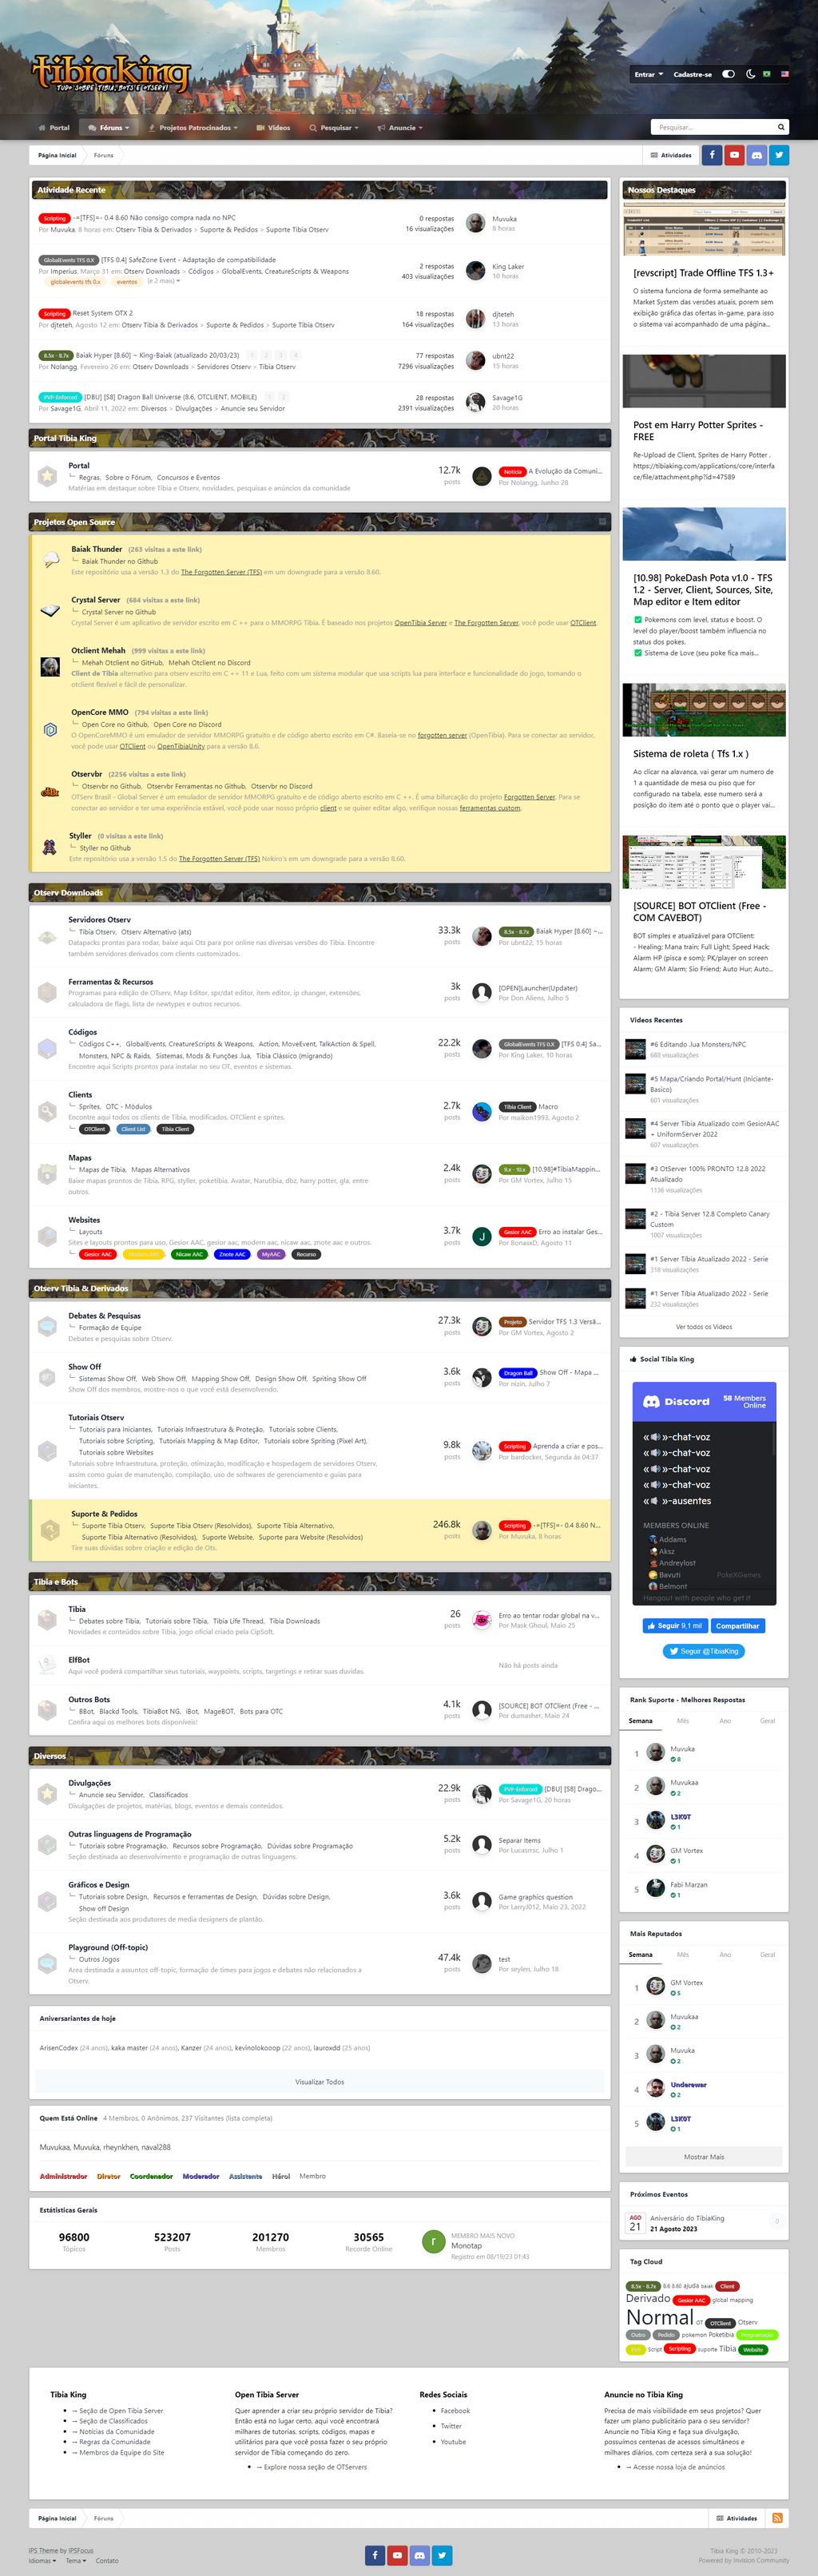 tibiaking
TUDO SOBRE TIBIA, BOTS E OTSERV!
Entrar
Cadastre-se
Portal
Fóruns
Projetos Patrocinados
Vídeos
Pesquisar
Anuncie
Pesquisar...
Página Inicial
Fóruns
Atividades
Atividade Recente
Scripting -=[TFS]=- 0.4 8.60 Não consigo compra nada no NPC
Por Muvuka, 8 horas em: Otserv Tibia & Derivados > Suporte & Pedidos > Suporte Tibia Otserv
0 respostas
16 visualizações
Muvuka
8 horas
GlobalEvents TFS 0.X [TFS 0.4] SafeZone Event - Adaptação de compatibilidade
Por Imperius, Março 31 em: Otserv Downloads > Códigos > GlobalEvents, CreatureScripts & Weapons
globalevents tfs 0.x eventos (e 2 mais)
2 respostas
403 visualizações
King Laker
10 horas
Scripting Reset System OTX 2
Por djteteh, Agosto 12 em: Otserv Tibia & Derivados > Suporte & Pedidos > Suporte Tibia Otserv
18 respostas
164 visualizações
djteteh
13 horas
8.5x - 8.7x Baiak Hyper [8.60] ~ King-Baiak (atualizado 20/03/23) 1 2 3 4
Por Nolangg, Fevereiro 26 em: Otserv Downloads > Servidores Otserv > Tibia Otserv
77 respostas
7296 visualizações
ubnt22
15 horas
PVP-Enforced [DBU] [S8] Dragon Ball Universe (8.6, OTCLIENT, MOBILE) 1 2
Por Savage1G, Abril 11, 2022 em: Diversos > Divulgações > Anuncie seu Servidor
28 respostas
2391 visualizações
Savage1G
20 horas
Portal Tibia King
Portal
Regras, Sobre o Fórum, Concursos e Eventos
Matérias em destaque sobre Tibia e Otserv, novidades, pesquisas e anúncios da comunidade
12.7k
posts
Notícia A Evolução da Comuni...
Por Nolangg, Junho 28
Projetos Open Source
Baiak Thunder (263 visitas a este link)
Baiak Thunder no Github
Este repositório usa a versão 1.3 do The Forgotten Server (TFS) em um downgrade para a versão 8.60.
Crystal Server (684 visitas a este link)
Crystal Server no Github
Crystal Server é um aplicativo de servidor escrito em C ++ para o MMORPG Tibia. É baseado nos projetos OpenTibia Server e The Forgotten Server, você pode usar OTClient.
Otclient Mehah (999 visitas a este link)
Mehah Otclient no GitHub, Mehah Otclient no Discord
Client de Tibia alternativo para otserv escrito em C ++ 11 e Lua, feito com um sistema modular que usa scripts lua para interface e funcionalidade do jogo, tornando o
otclient flexível e fácil de personalizar.
OpenCore MMO (794 visitas a este link)
Open Core no Github, Open Core no Discord
O OpenCoreMMO é um emulador de servidor MMORPG gratuito e de código aberto escrito em C#. Baseia-se no forgotten server (OpenTibia). Para se conectar ao servidor,
você pode usar OTClient ou OpenTibiaUnity para a versão 8.6.
Otservbr (2256 visitas a este link)
Otservbr no Github, Otservbr Ferramentas no Github, Otservbr no Discord
OTServ Brasil - Global Server é um emulador de servidor MMORPG gratuito e de código aberto escrito em C ++. É uma bifurcação do projeto Forgotten Server. Para se
conectar ao servidor e ter uma experiência estável, você pode usar nosso próprio client e se quiser editar algo, verifique nossas ferramentas custom.
Styller (0 visitas a este link)
Styller no Github
Este repositório usa a versão 1.5 do The Forgotten Server (TFS) Nekiro's em um downgrade para a versão 8.60.
Otserv Downloads
Servidores Otserv
Tibia Otserv, Otserv Alternativo (ats)
Datapacks prontas para rodar, baixe aqui Ots para por online nas diversas versões do Tibia. Encontre
também servidores derivados com clients customizados.
33.3k
posts
8.5x - 8.7x Baiak Hyper [8.60] ~...
Por ubnt22, 15 horas
Ferramentas & Recursos
Programas para edição de OTserv, Map Editor, spr/dat editor, item editor, ip changer, extensões,
calculadora de flags, lista de newtypes e outros recursos.
3k
posts
[OPEN]Launcher(Updater)
Por Don Aliens, Julho 5
Códigos
Códigos C++, GlobalEvents, CreatureScripts & Weapons, Action, MoveEvent, TalkAction & Spell,
Monsters, NPC & Raids, Sistemas, Mods & Funções .lua, Tibia Clássico (migrando)
Encontre aqui Scripts prontos para instalar no seu OT, eventos e sistemas.
22.2k
posts
GlobalEvents TFS 0.X [TFS 0.4] Sa...
Por King Laker, 10 horas
Clients
Sprites, OTC - Módulos
Encontre aqui todos os clients de Tibia, modificados, OTClient e sprites.
OTClient Client List Tibia Client
2.7k
posts
Tibia Client Macro
Por maikon1993, Agosto 2
Mapas
Mapas de Tibia, Mapas Alternativos
Baixe mapas prontos de Tibia, RPG, styller, poketibia, Avatar, Narutibia, dbz, harry potter, gla, entre
outros.
2.4k
posts
9.x - 10.x [10.98]#TibiaMappin...
Por GM Vortex, Julho 15
Websites
Layouts
Sites e layouts prontos para uso, Gesior AAC, gesior aac, modern aac, nicaw aac, znote aac e outros.
Gesior AAC Nicaw AAC Znote AAC MyAAC Recurso
3.7k
posts
Gesior AAC Erro ao instalar Ges...
Por BonassD, Agosto 11
Otserv Tibia & Derivados
Debates & Pesquisas
Formação de Equipe
Debates e pesquisas sobre Otserv.
27.3k
posts
Projeto Servidor TFS 1.3 Versã...
Por GM Vortex, Agosto 2
Show Off
Sistemas Show Off, Web Show Off, Mapping Show Off, Design Show Off, Spriting Show Off
Show Off dos membros, mostre-nos o que você está desenvolvendo.
3.6k
posts
Dragon Ball Show Off - Mapa ...
Por nizin, Julho 7
Tutoriais Otserv
Tutoriais para Iniciantes, Tutoriais Infraestrutura & Proteção, Tutoriais sobre Clients,
Tutoriais sobre Scripting, Tutoriais Mapping & Map Editor, Tutoriais sobre Spriting (Pixel Art),
Tutoriais sobre Websites
Tutoriais sobre Infraestrutura, proteção, otimização, modificação e hospedagem de servidores Otserv,
assim como guias de manutenção, compilação, uso de softwares de gerenciamento e guias para
iniciantes.
9.8k
posts
Scripting Aprenda a criar e pos...
Por bardocker, Segunda às 04:37
Suporte & Pedidos
Suporte Tibia Otserv, Suporte Tibia Otserv (Resolvidos), Suporte Tibia Alternativo,
Suporte Tibia Alternativo (Resolvidos), Suporte Website, Suporte para Website (Resolvidos)
Tire suas dúvidas sobre criação e edição de Ots.
246.8k
posts
Scripting -=[TFS]=- 0.4 8.60 N...
Por Muvuka, 8 horas
Tibia e Bots
Tibia
Debates sobre Tibia, Tutoriais sobre Tibia, Tibia Life Thread, Tibia Downloads
Novidades e conteúdos sobre Tibia, jogo oficial criado pela CipSoft.
26
posts
Erro ao tentar rodar global na v...
Por Mask Ghoul, Maio 25
ElfBot
Aqui você poderá compartilhar seus tutoriais, waypoints, scripts, targetings e retirar suas duvidas.
Não há posts ainda
Outros Bots
BBot, Blackd Tools, TibiaBot NG, iBot, MageBOT, Bots para OTC
Confira aqui os melhores bots disponíveis!
4.1k
posts
[SOURCE] BOT OTClient (Free - ...
Por dumasher, Maio 24
Diversos
Divulgações
Anuncie seu Servidor, Classificados
Divulgações de projetos, matérias, blogs, eventos e demais conteúdos.
22.9k
posts
PVP-Enforced [DBU] [S8] Drago...
Por Savage1G, 20 horas
Outras linguagens de Programação
Tutoriais sobre Programação, Recursos sobre Programação, Dúvidas sobre Programação
Seção destinada ao desenvolvimento e programação de outras linguagens.
5.2k
posts
Separar Items
Por Lucasrrsc, Julho 1
Gráficos e Design
Tutoriais sobre Design, Recursos e ferramentas de Design, Dúvidas sobre Design,
Show off Design
Seção destinada aos produtores de media designers de plantão.
3.6k
posts
Game graphics question
Por LarryJ012, Maio 23, 2022
Playground (Off-topic)
Outros Jogos
Area destinada a assuntos off-topic, formação de times para jogos e debates não relacionados a
Otserv.
47.4k
posts
test
Por seylen, Julho 18
Aniversariantes de hoje
ArisenCodex (24 anos), kaka master (24 anos), Kanzer (24 anos), kevinolokooop (22 anos), lauroxdd (25 anos)
Visualizar Todos
Quem Está Online 4 Membros, 0 Anônimos, 237 Visitantes (lista completa)
Muvukaa, Muvuka, rheynkhen, naval288
Administrador Diretor Coordenador Moderador Assistente Héroi Membro
Estátisticas Gerais
96800
Tópicos
523207
Posts
201270
Membros
30565
Recorde Online
r
MEMBRO MAIS NOVO
Monotap
Registro em 08/19/23 01:43
Nossos Destaques
[revscript] Trade Offline TFS 1.3+
O sistema funciona de forma semelhante ao
Market System das versões atuais, porem sem
exibição gráfica das ofertas in-game, para isso
o sistema vai acompanhado de uma página...
Post em Harry Potter Sprites -
FREE
Re-Upload de Client, Sprites de Harry Potter .
https://tibiaking.com/applications/core/interfa
ce/file/attachment.php?id=47589
[10.98] PokeDash Pota v1.0 - TFS
1.2 - Server, Client, Sources, Site,
Map editor e Item editor
✅ Pokemons com level, status e boost. O
level do player/boost também influencia no
status dos pokes.
✅ Sistema de Love (seu poke fica mais...
Sistema de roleta ( Tfs 1.x )
Ao clicar na alavanca, vai gerar um numero de
1 a quantidade de mesa ou piso que for
configurado na tabela, esse numero será a
posição do item até o ponto que o player vai...
[SOURCE] BOT OTClient (Free -
COM CAVEBOT)
BOT simples e atualizável para OTClient:
- Healing; Mana train; Full Light; Speed Hack;
Alarm HP (pisca e som); PK/player on screen
Alarm; GM Alarm; Sio Friend; Auto Hur; Auto...
Vídeos Recentes
#6 Editando .lua Monsters/NPC
688 visualizações
#5 Mapa/Criando Portal/Hunt (Iniciante-
Basico)
601 visualizações
#4 Server Tibia Atualizado com GesiorAAC
+ UniformServer 2022
607 visualizações
#3 OtServer 100% PRONTO 12.8 2022
Atualizado
1136 visualizações
#2 - Tibia Server 12.8 Completo Canary
Custom
1007 visualizações
#1 Server Tibia Atualizado 2022 - Serie
318 visualizações
#1 Server Tibia Atualizado 2022 - Serie
232 visualizações
Ver todos os Vídeos
Social Tibia King
Discord
58 Members
Online
«🔊»-chat-voz
«🔊»-chat-voz
«🔊»-chat-voz
«🔊»-chat-voz
«🔊»-ausentes
MEMBERS ONLINE
Addams
Aksz
Andreylost
Bavuti PokeXGames
Belmont
Hangout with people who get it
Seguir 9,1 mil
Compartilhar
Seguir @TibiaKing
Rank Suporte - Melhores Respostas
Semana Mês Ano Geral
1 Muvuka
8
2 Muvukaa
2
3 L3K0T
1
4 GM Vortex
1
5 Fabi Marzan
1
Mais Reputados
Semana Mês Ano Geral
1 GM Vortex
5
2 Muvukaa
2
3 Muvuka
2
4 Underewar
2
5 L3K0T
1
Mostrar Mais
Próximos Eventos
AGO
21
Aniversário do TibiaKing
21 Agosto 2023
0
Tag Cloud
8.5x - 8.7x 8.6 8.60 ajuda baiak Client
Derivado Gesior AAC global mapping
Normal OT OTClient Otserv
Outro Pedido pokemon Poketibia Programação
Script Scripting suporte Tibia Website
Tibia King
→ Seção de Open Tibia Server
→ Seção de Classificados
→ Notícias da Comunidade
→ Regras da Comunidade
→ Membros da Equipe do Site
Open Tibia Server
Quer aprender a criar seu próprio servidor de Tibia?
Então está no lugar certo, aqui você encontrará
milhares de tutorias, scripts, códigos, mapas e
utilitários para que você possa fazer o seu próprio
servidor de Tibia começando do zero.
→ Explore nossa seção de OTServers
Redes Sociais
Facebook
Twitter
Youtube
Anuncie no Tibia King
Precisa de mais visibilidade em seus projetos? Quer
fazer um plano publicitário para o seu servidor?
Anuncie no Tibia King e faça sua divulgação,
possuímos centenas de acessos simultâneos e
milhares diários, com certeza será a sua solução!
→ Acesse nossa loja de anúncios
Página Inicial
Fóruns
Atividades
IPS Theme by IPSFocus
Idiomas Tema Contato
Tibia King © 2010-2023
Powered by Invision Community